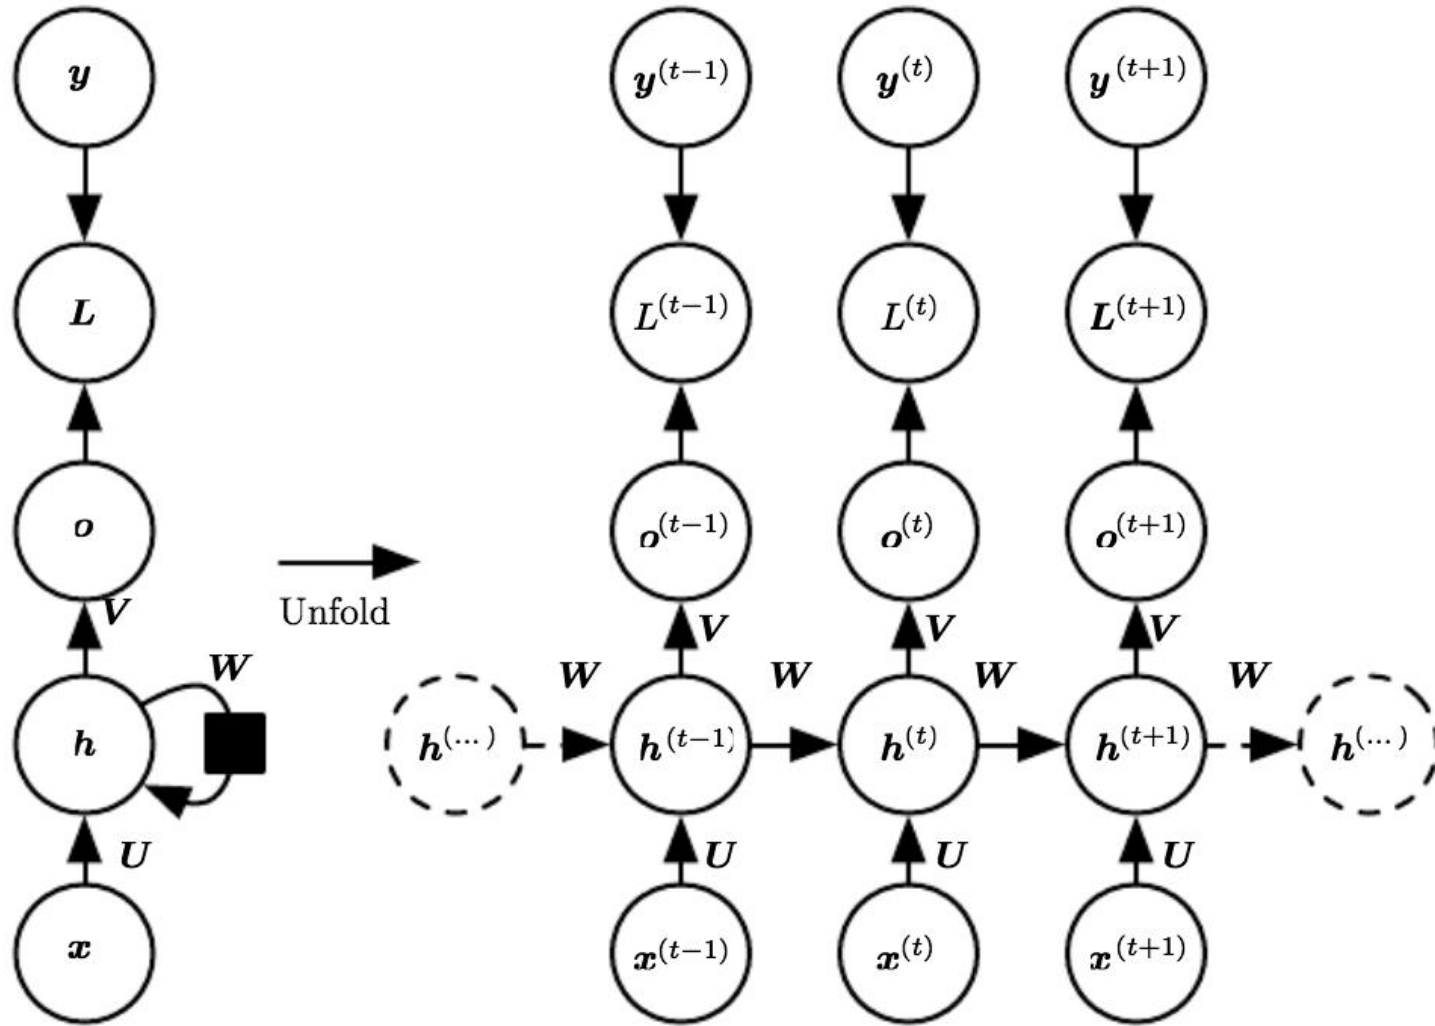 y y(t−1) y(t) y(t+1)
L L(t−1) L(t) L(t+1)
o o(t−1) o(t) o(t+1)
Unfold
V V V V
W W W W W
h h(...) h(t−1) h(t) h(t+1) h(...)
U U U U
x x(t−1) x(t) x(t+1)